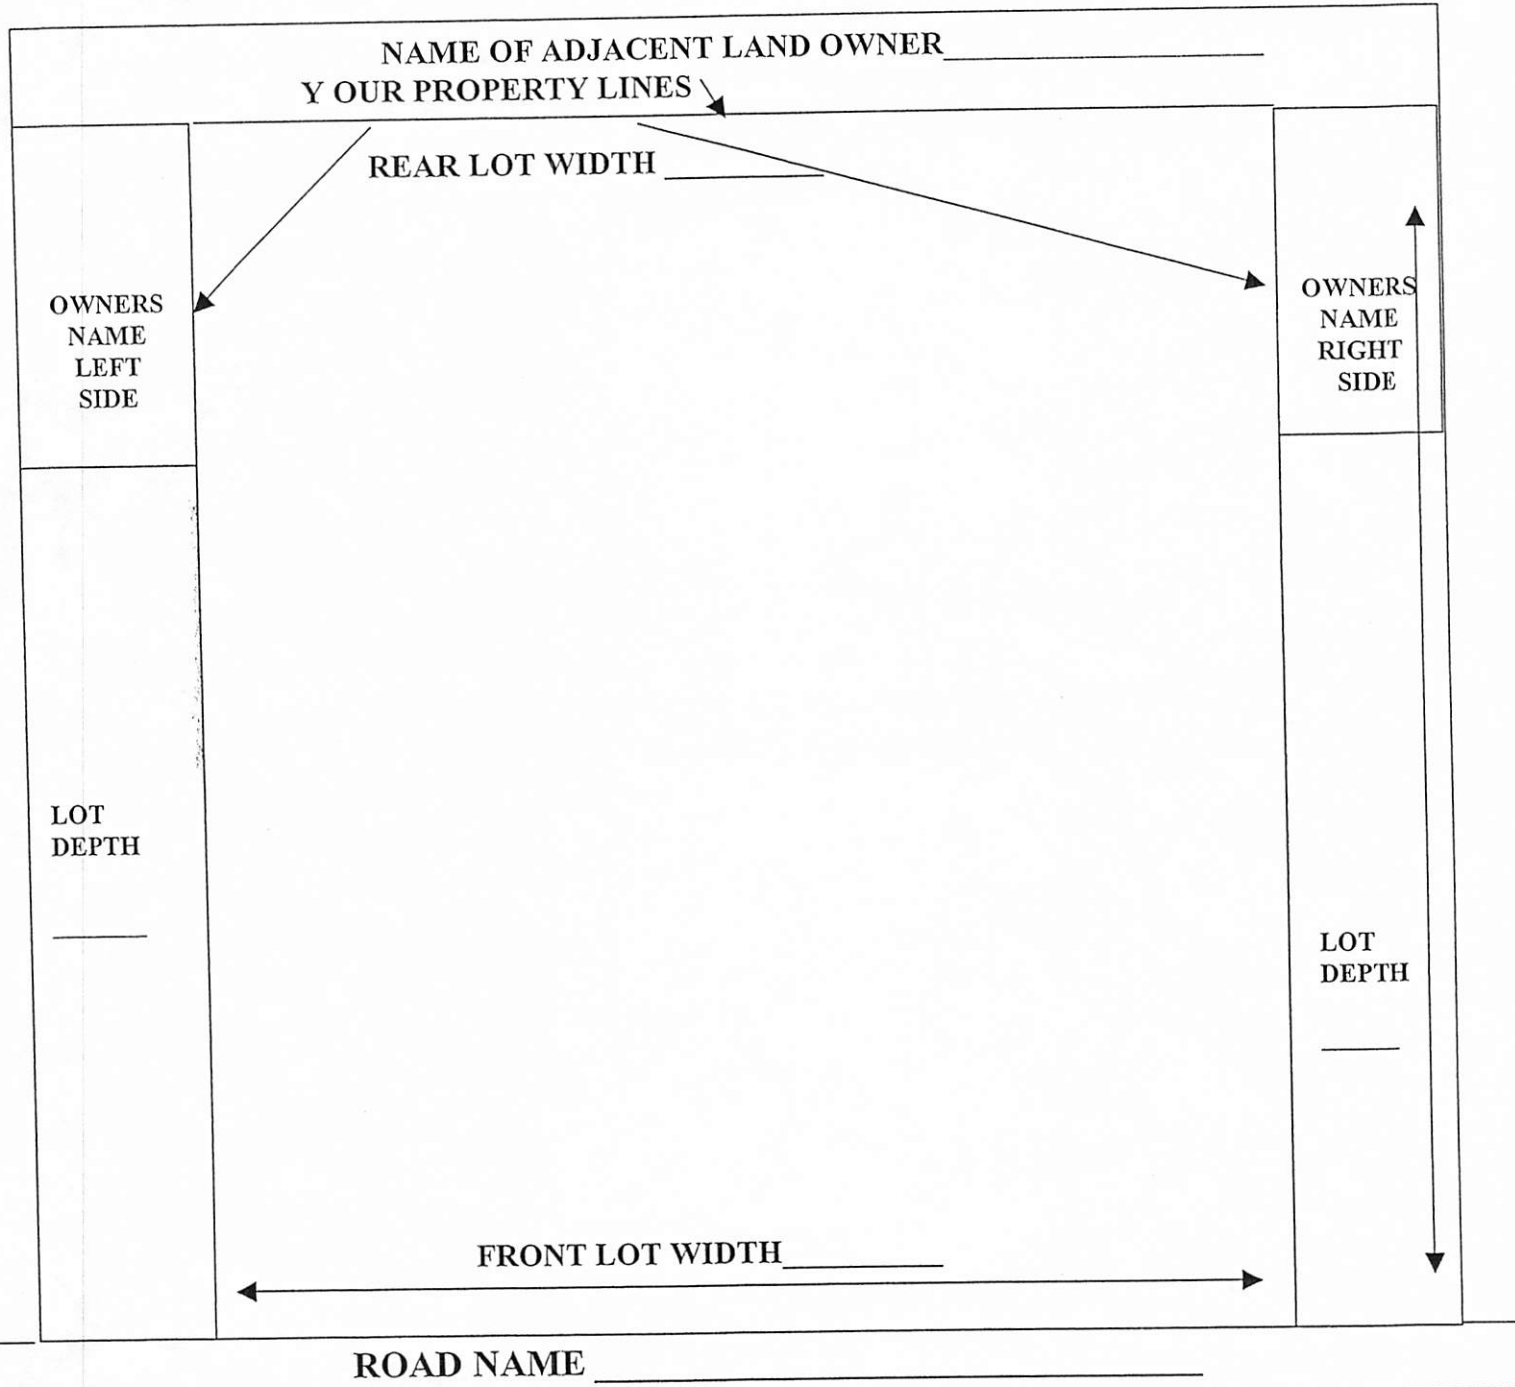 NAME OF ADJACENT LAND OWNER
Y OUR PROPERTY LINES
REAR LOT WIDTH
OWNERS
NAME
LEFT
SIDE
OWNERS
NAME
RIGHT
SIDE
LOT
DEPTH
LOT
DEPTH
FRONT LOT WIDTH
ROAD NAME